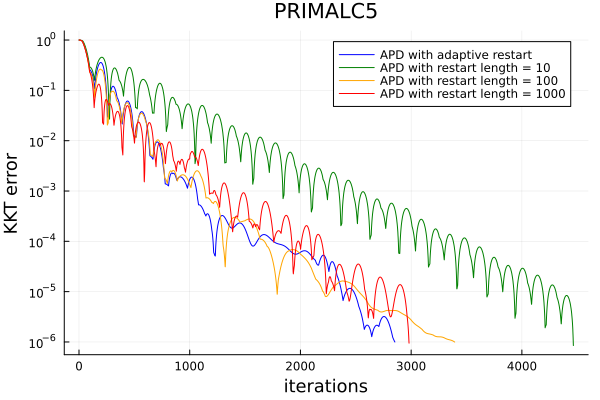 PRIMALC5
APD with adaptive restart
APD with restart length = 10
APD with restart length = 100
APD with restart length = 1000
KKT error
10⁰
10⁻¹
10⁻²
10⁻³
10⁻⁴
10⁻⁵
10⁻⁶
0 1000 2000 3000 4000
iterations